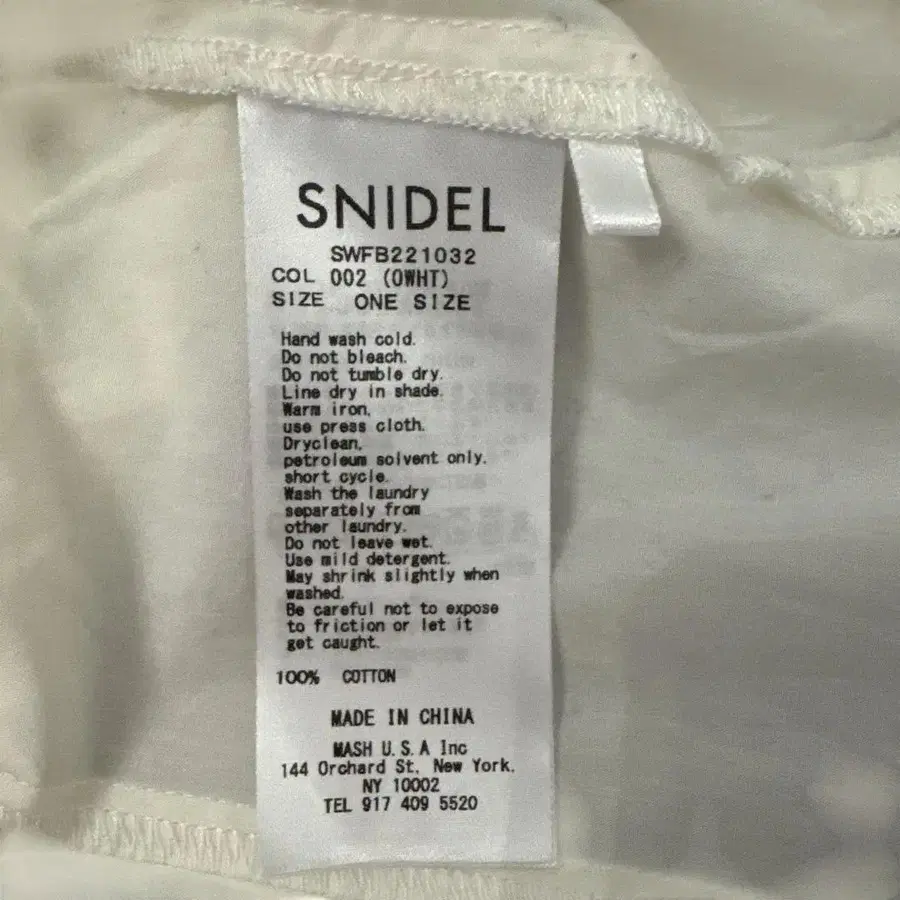 SNIDEL
SWFB221032
COL 002 (OWHT)
SIZE ONE SIZE
Hand wash cold.
Do not bleach.
Do not tumble dry.
Line dry in shade.
Warm iron,
use press cloth.
Dryclean,
petroleum solvent only.
short cycle.
Wash the laundry
separately from
other laundry.
Do not leave wet.
Use mild detergent.
May shrink slightly when
washed.
Be careful not to expose
to friction or let it
get caught.
100% COTTON
MADE IN CHINA
MASH U.S.A Inc
144 Orchard St, New York,
NY 10002
TEL 917 409 5520